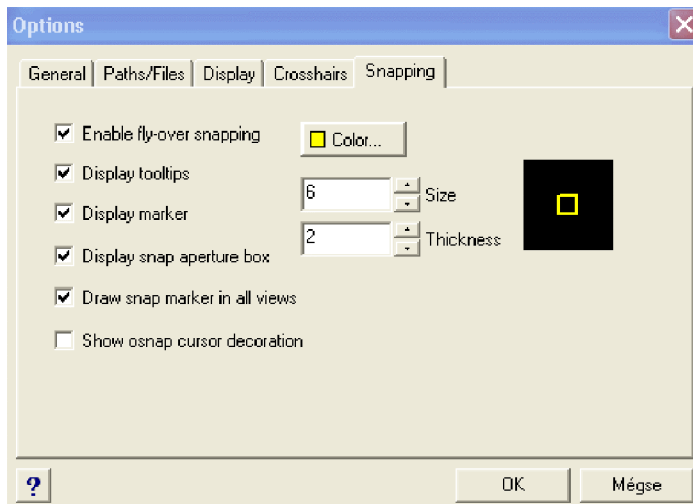 Options
General Paths/Files Display Crosshairs Snapping
Enable fly-over snapping
Color...
Display tooltips
6 Size
Display marker
2 Thickness
Display snap aperture box
Draw snap marker in all views
Show osnap cursor decoration
? OK Mégse